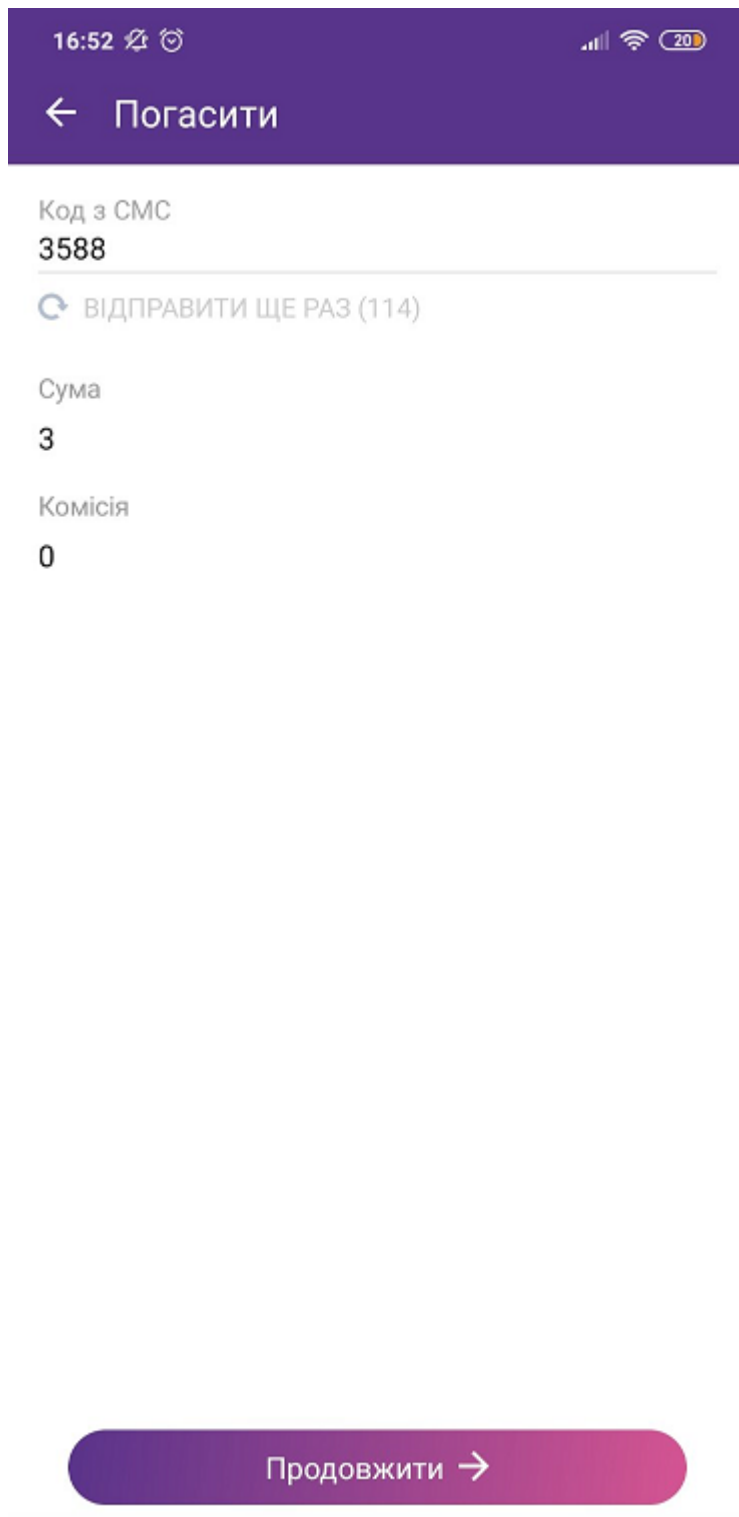 16:52
20
Погасити
Код з СМС
3588
ВІДПРАВИТИ ЩЕ РАЗ (114)
Сума
3
Комісія
0
Продовжити